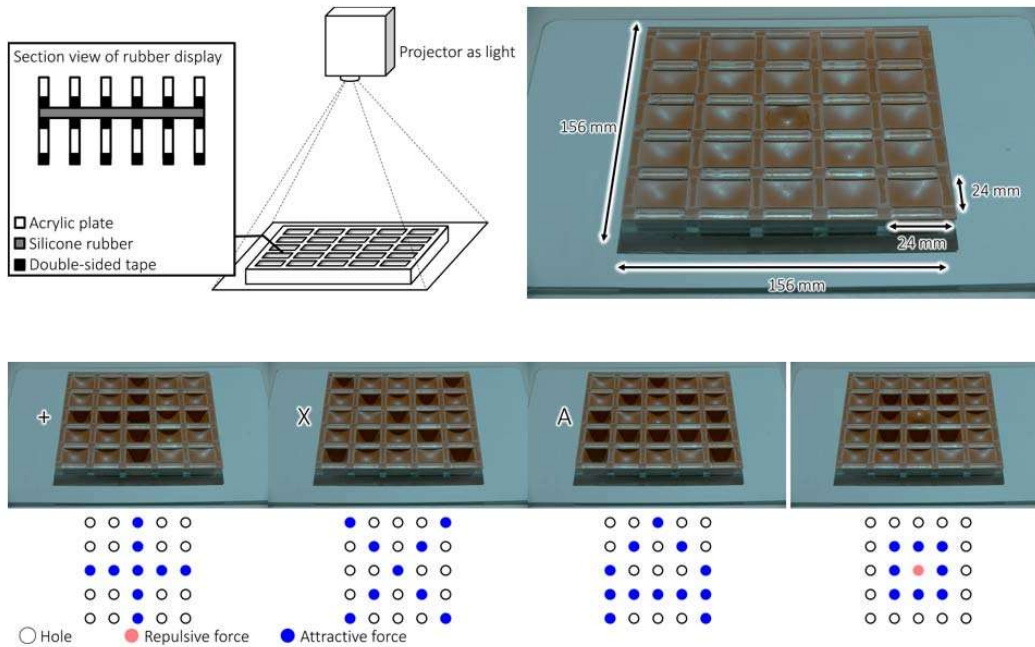 Section view of rubber display
Acrylic plate
Silicone rubber
Double-sided tape
Projector as light
156 mm
24 mm
24 mm
156 mm
+
X
A
Hole
Repulsive force
Attractive force